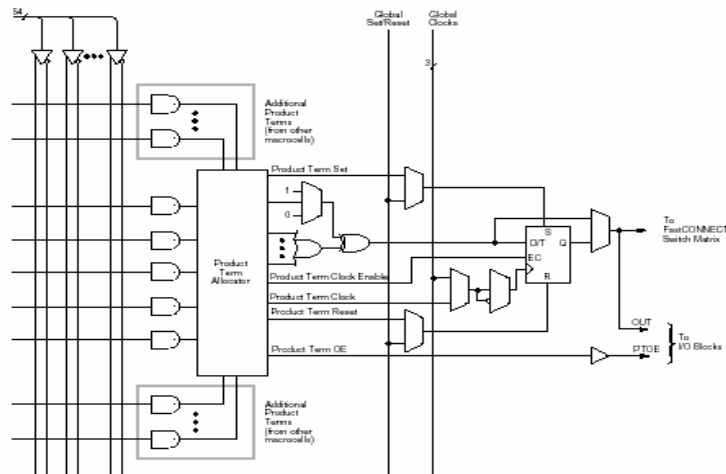 54
Global
Set/Reset
Global
Clocks
3
Additional
Product
Terms
(from other
macrocells)
Product Term Set
1
0
Product
Term
Allocator
Product Term Clock Enable
Product Term Clock
Product Term Reset
Product Term OE
S
D/T Q
EC
R
To
FastCONNECT
Switch Matrix
OUT
PTOE
To
I/O Blocks
Additional
Product
Terms
(from other
macrocells)